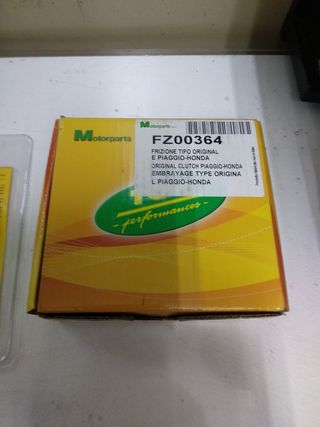 Motorparts
Motorparts
FZ00364
FRIZIONE TIPO ORIGINAL
E PIAGGIO-HONDA
ORIGINAL CLUTCH PIAGGIO-HONDA
EMBRAYAGE TYPE ORIGINA
L PIAGGIO-HONDA
- performances -